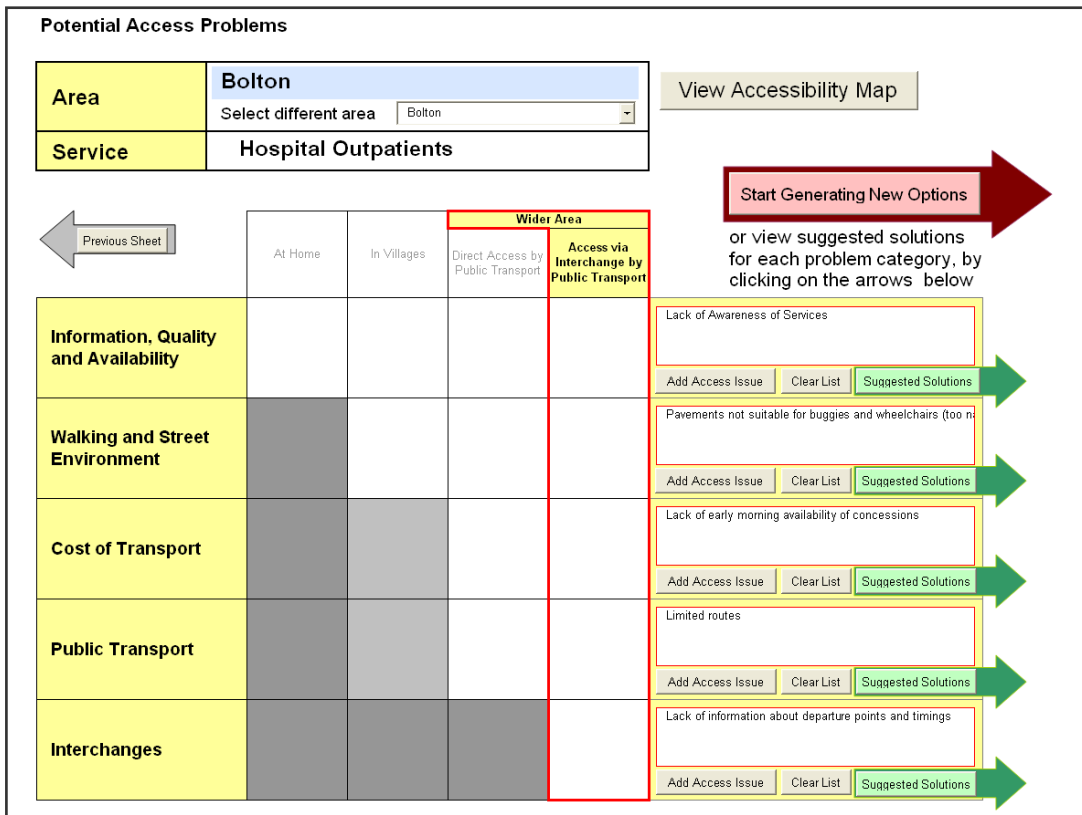 Potential Access Problems
Area
Bolton
Select different area
Bolton
View Accessibility Map
Service
Hospital Outpatients
Start Generating New Options
or view suggested solutions
for each problem category, by
clicking on the arrows below
Previous Sheet
At Home
In Villages
Wider Area
Direct Access by
Public Transport
Access via
Interchange by
Public Transport
Information, Quality
and Availability
Lack of Awareness of Services
Add Access Issue
Clear List
Suggested Solutions
Walking and Street
Environment
Pavements not suitable for buggies and wheelchairs (too
Add Access Issue
Clear List
Suggested Solutions
Cost of Transport
Lack of early morning availability of concessions
Add Access Issue
Clear List
Suggested Solutions
Public Transport
Limited routes
Add Access Issue
Clear List
Suggested Solutions
Interchanges
Lack of information about departure points and timings
Add Access Issue
Clear List
Suggested Solutions